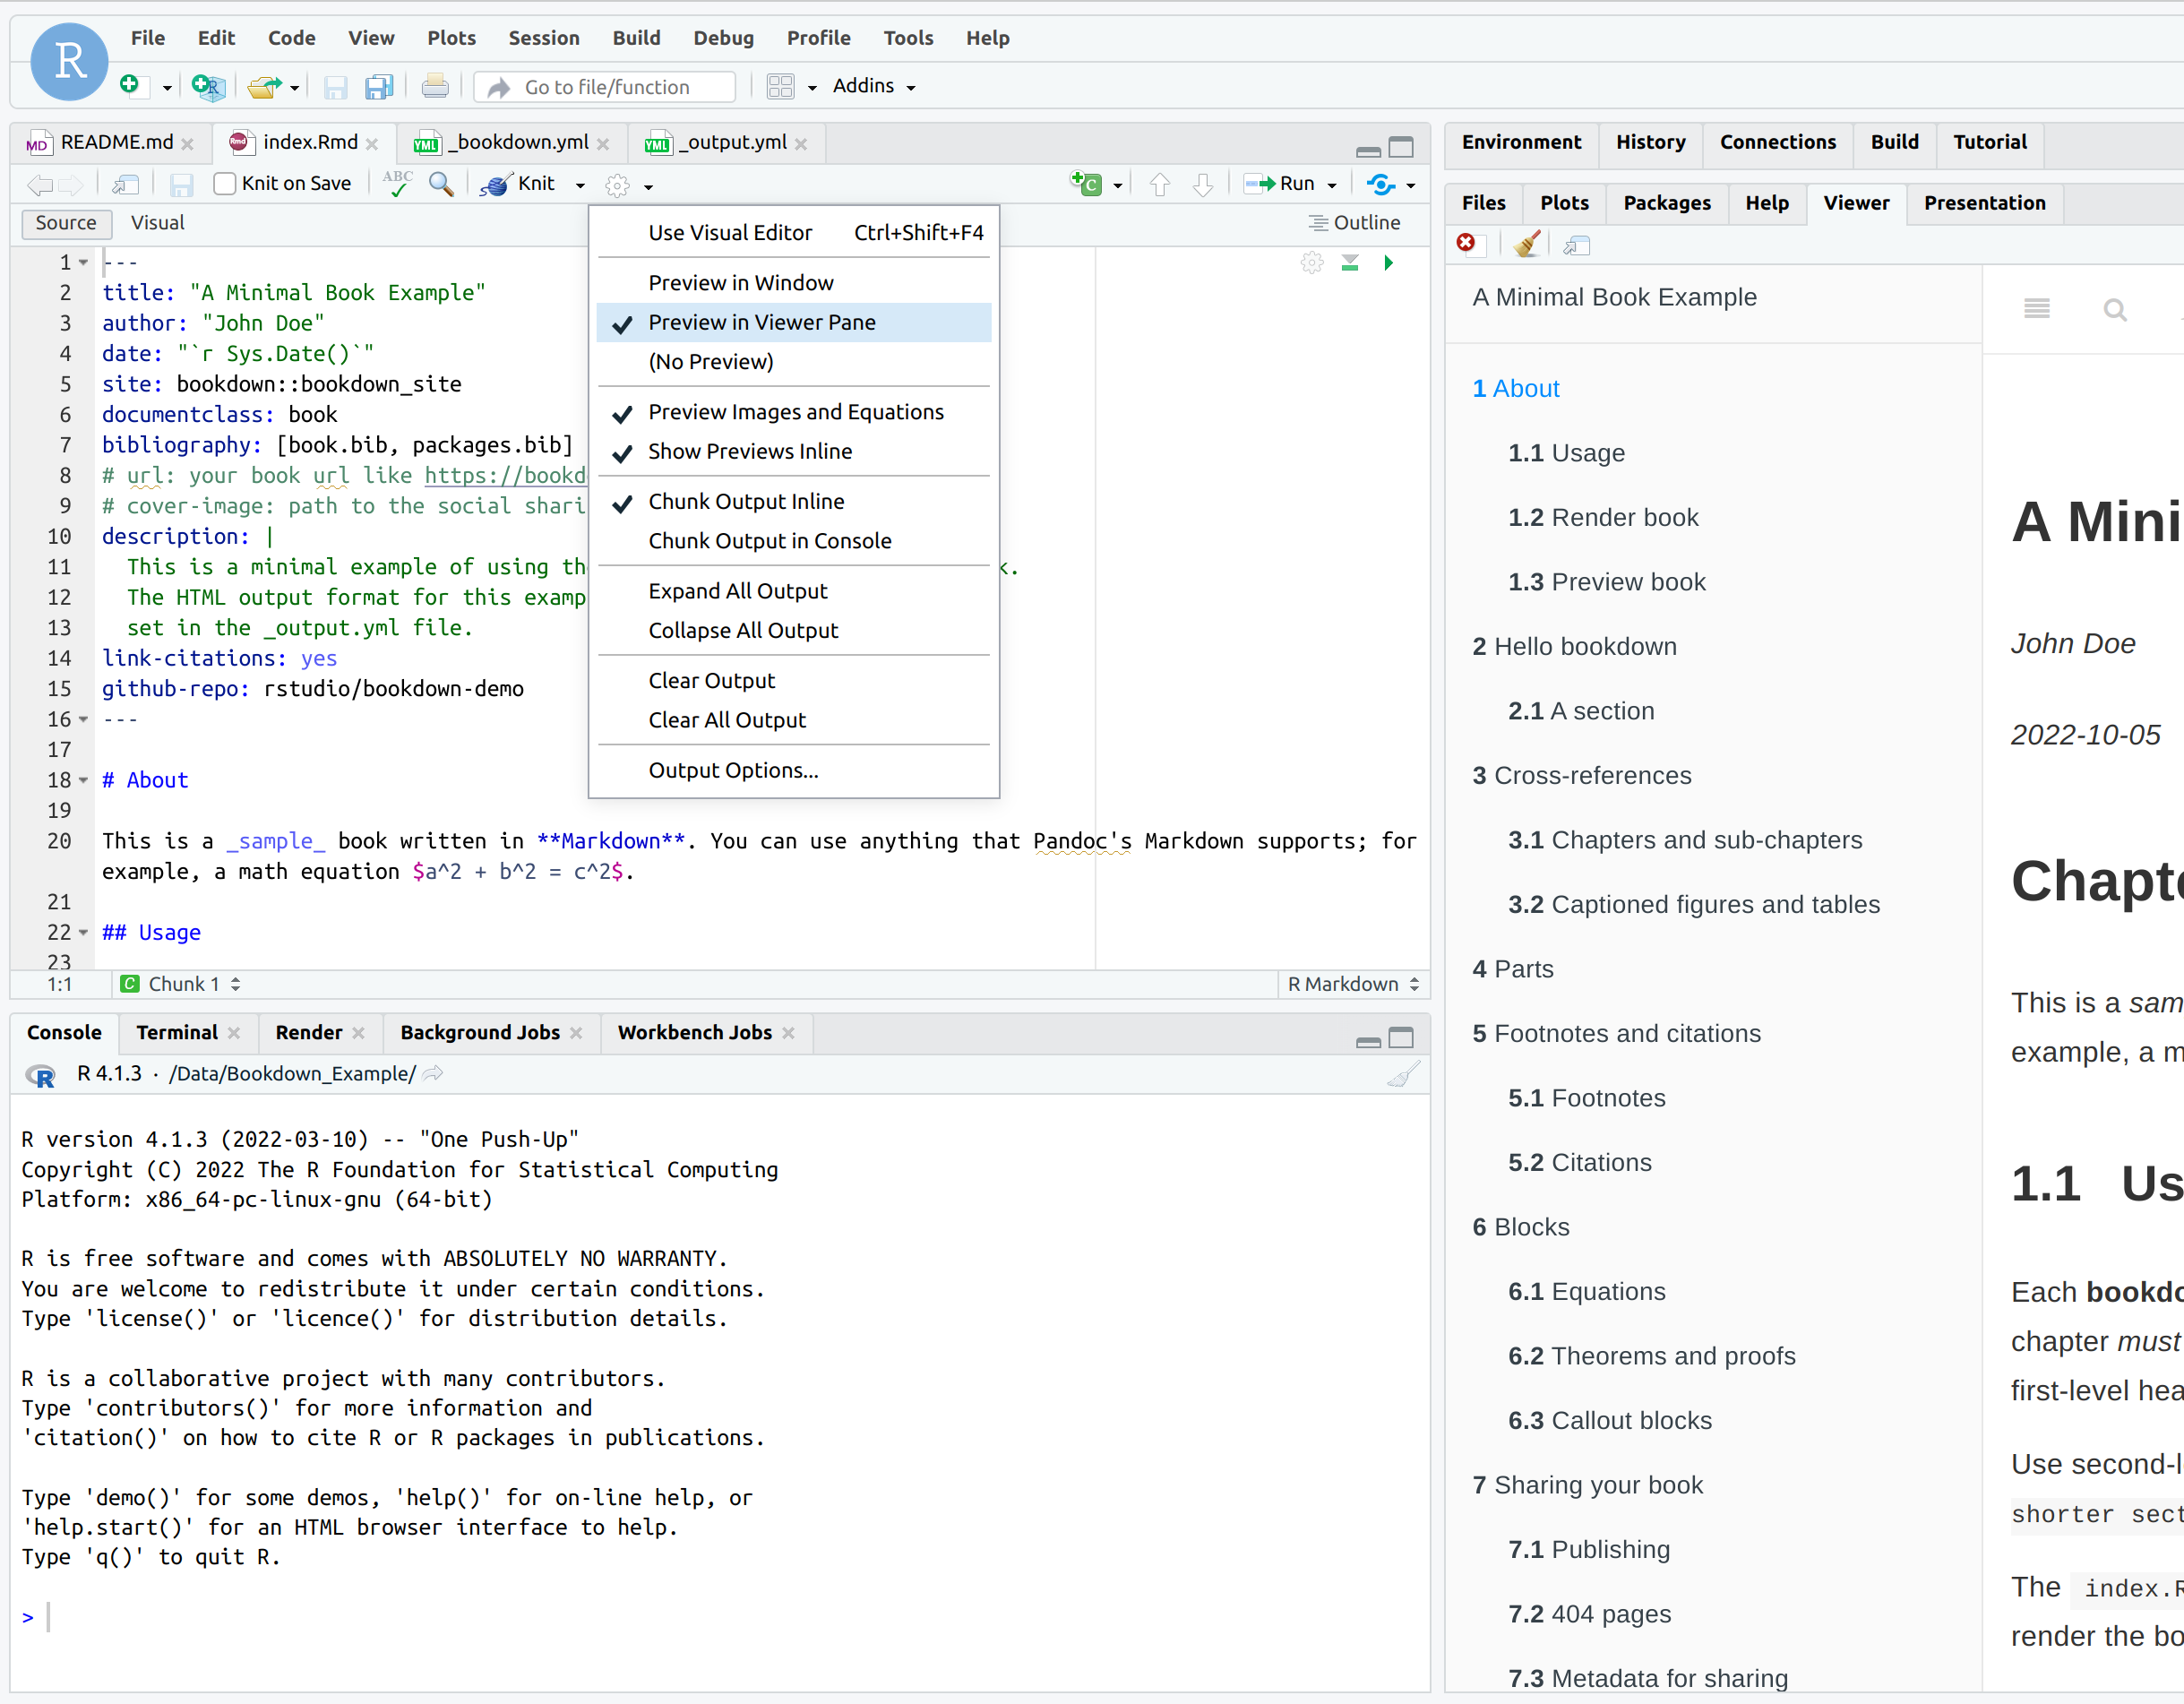 R File Edit Code View Plots Session Build Debug Profile Tools Help
Go to file/function Addins
README.md index.Rmd _bookdown.yml _output.yml
Knit on Save ABC Knit Run
Source Visual Outline
Use Visual Editor Ctrl+Shift+F4
Preview in Window
Preview in Viewer Pane
(No Preview)
Preview Images and Equations
Show Previews Inline
Chunk Output Inline
Chunk Output in Console
Expand All Output
Collapse All Output
Clear Output
Clear All Output
Output Options...
1 ---
2 title: "A Minimal Book Example"
3 author: "John Doe"
4 date: "`r Sys.Date()`"
5 site: bookdown::bookdown_site
6 documentclass: book
7 bibliography: [book.bib, packages.bib]
8 # url: your book url like https://bookd
9 # cover-image: path to the social shari
10 description: |
11 This is a minimal example of using th k.
12 The HTML output format for this examp
13 set in the _output.yml file.
14 link-citations: yes
15 github-repo: rstudio/bookdown-demo
16 ---
17
18 # About
19
20 This is a _sample_ book written in **Markdown**. You can use anything that Pandoc's Markdown supports; for
example, a math equation $a^2 + b^2 = c^2$.
21
22 ## Usage
23
1:1 C Chunk 1 R Markdown
Console Terminal Render Background Jobs Workbench Jobs
R R 4.1.3 · /Data/Bookdown_Example/
R version 4.1.3 (2022-03-10) -- "One Push-Up"
Copyright (C) 2022 The R Foundation for Statistical Computing
Platform: x86_64-pc-linux-gnu (64-bit)
R is free software and comes with ABSOLUTELY NO WARRANTY.
You are welcome to redistribute it under certain conditions.
Type 'license()' or 'licence()' for distribution details.
R is a collaborative project with many contributors.
Type 'contributors()' for more information and
'citation()' on how to cite R or R packages in publications.
Type 'demo()' for some demos, 'help()' for on-line help, or
'help.start()' for an HTML browser interface to help.
Type 'q()' to quit R.
>
Environment History Connections Build Tutorial
Files Plots Packages Help Viewer Presentation
A Minimal Book Example
1 About
1.1 Usage
1.2 Render book
1.3 Preview book
2 Hello bookdown
2.1 A section
3 Cross-references
3.1 Chapters and sub-chapters
3.2 Captioned figures and tables
4 Parts
5 Footnotes and citations
5.1 Footnotes
5.2 Citations
6 Blocks
6.1 Equations
6.2 Theorems and proofs
6.3 Callout blocks
7 Sharing your book
7.1 Publishing
7.2 404 pages
7.3 Metadata for sharing
A Mini
John Doe
2022-10-05
Chapte
This is a sam
example, a m
1.1 Us
Each bookdo
chapter must
first-level hea
Use second-l
shorter sect
The index.R
render the bo